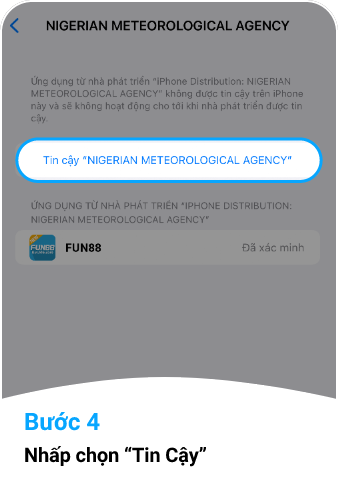 NIGERIAN METEOROLOGICAL AGENCY
Ứng dụng từ nhà phát triển “iPhone Distribution: NIGERIAN
METEOROLOGICAL AGENCY” không được tin cậy trên iPhone
này và sẽ không hoạt động cho tới khi nhà phát triển được tin
cậy.
Tin cậy “NIGERIAN METEOROLOGICAL AGENCY”
ỨNG DỤNG TỪ NHÀ PHÁT TRIỂN “IPHONE DISTRIBUTION:
NIGERIAN METEOROLOGICAL AGENCY”
FUN88
FUN88 Đã xác minh
Bước 4
Nhấp chọn “Tin Cậy”